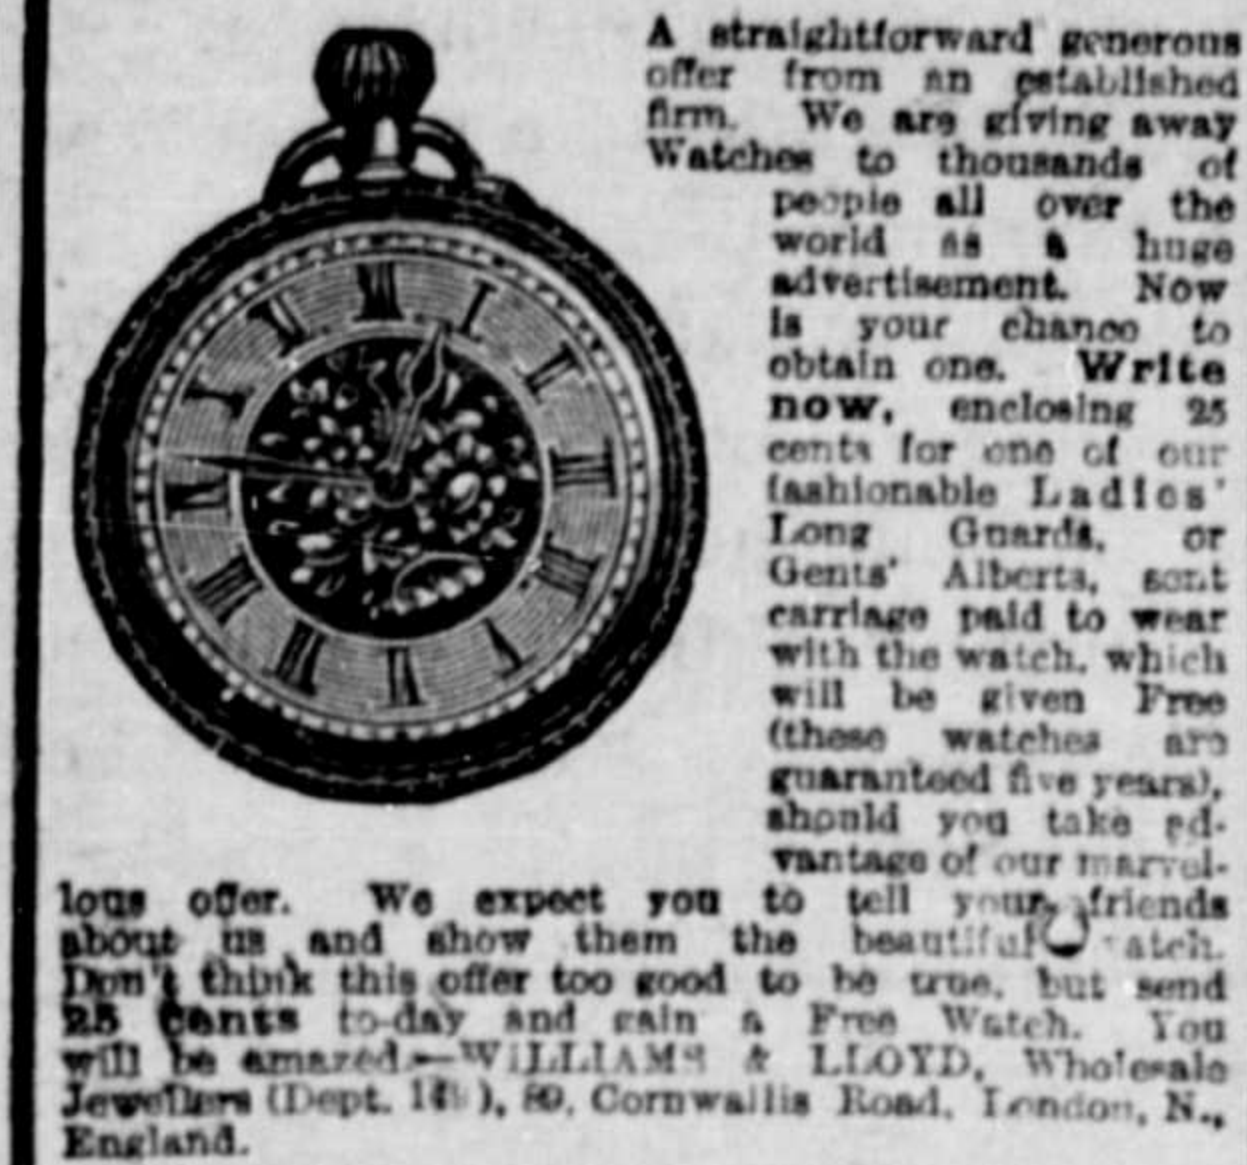 A straightforward generous
offer from an established
firm. We are giving away
Watches to thousands of
people all over the
world as a huge
advertisement. Now
is your chance to
obtain one. Write
now, enclosing 25
cents for one of our
fashionable Ladies'
Long Guards, or
Gents' Alberts, sent
carriage paid to wear
with the watch, which
will be given Free
(these watches are
guaranteed five years),
should you take ad-
vantage of our marvel-
lous offer. We expect you to tell your friends
about us and show them the beautiful watch.
Don't think this offer too good to be true, but send
25 cents to-day and gain a Free Watch. You
will be amazed.—WILLIAMS & LLOYD, Wholesale
Jewellers (Dept. ), 89, Cornwallis Road, London, N.,
England.